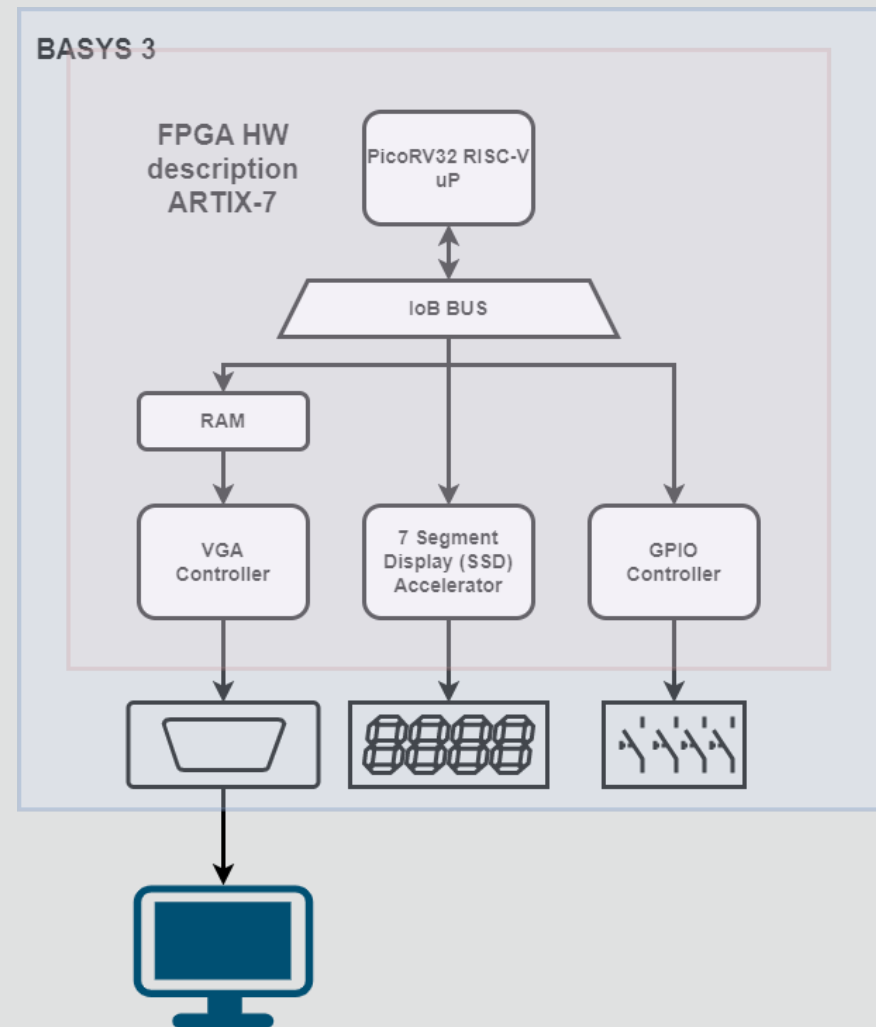 BASYS 3
FPGA HW
description
ARTIX-7
PicoRV32 RISC-V
uP
IoB BUS
RAM
VGA
Controller
7 Segment
Display (SSD)
Accelerator
GPIO
Controller
8888